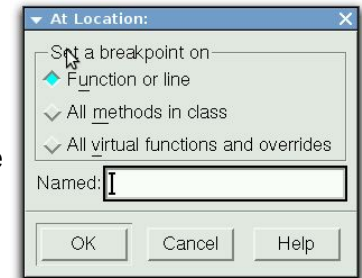 At Location:
Set a breakpoint on
Function or line
All methods in class
All virtual functions and overrides
e
Named:
OK Cancel Help